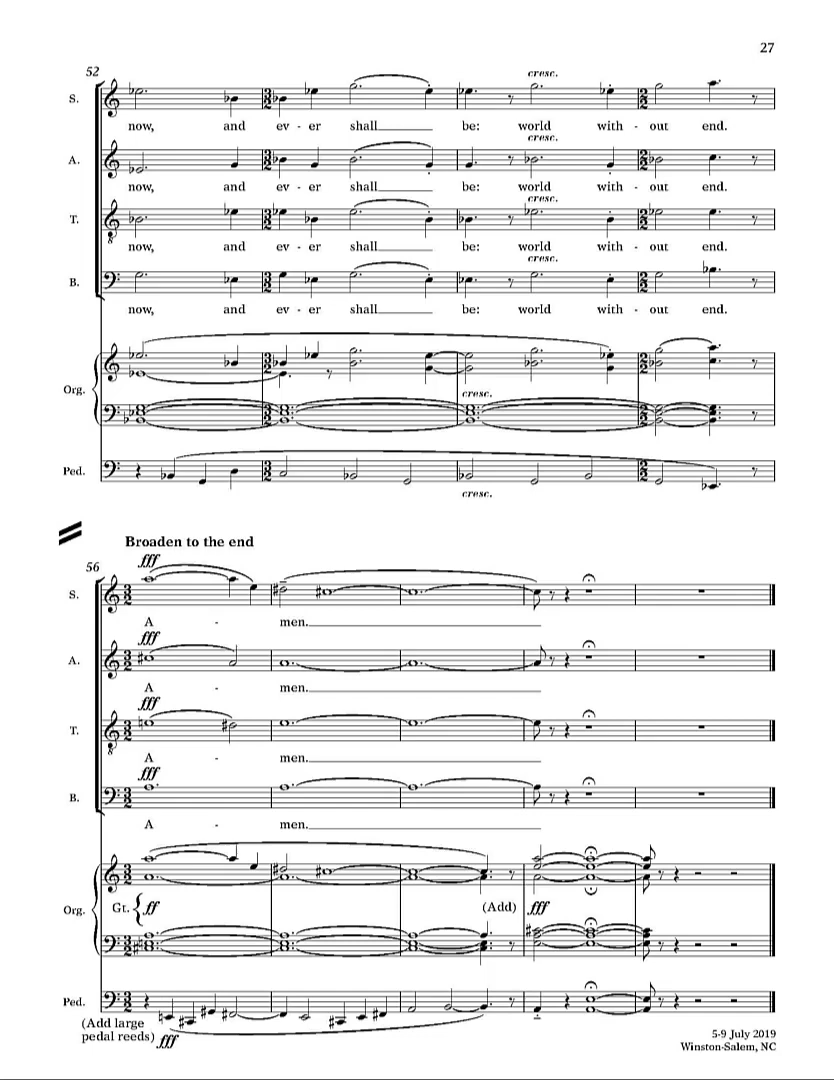 27
52
cresc.
S.
now, and ev - er shall be: world with - out end.
cresc.
A.
now, and ev - er shall be: world with - out end.
cresc.
T.
now, and ev - er shall be: world with - out end.
cresc.
B.
now, and ev - er shall be: world with - out end.
Org.
cresc.
Ped.
cresc.
Broaden to the end
56
fff
S.
A - men.
fff
A.
A - men.
fff
T.
A - men.
fff
B.
A - men.
Org.
Gt. ff (Add) fff
Ped.
(Add large
pedal reeds) fff
5-9 July 2019
Winston-Salem, NC